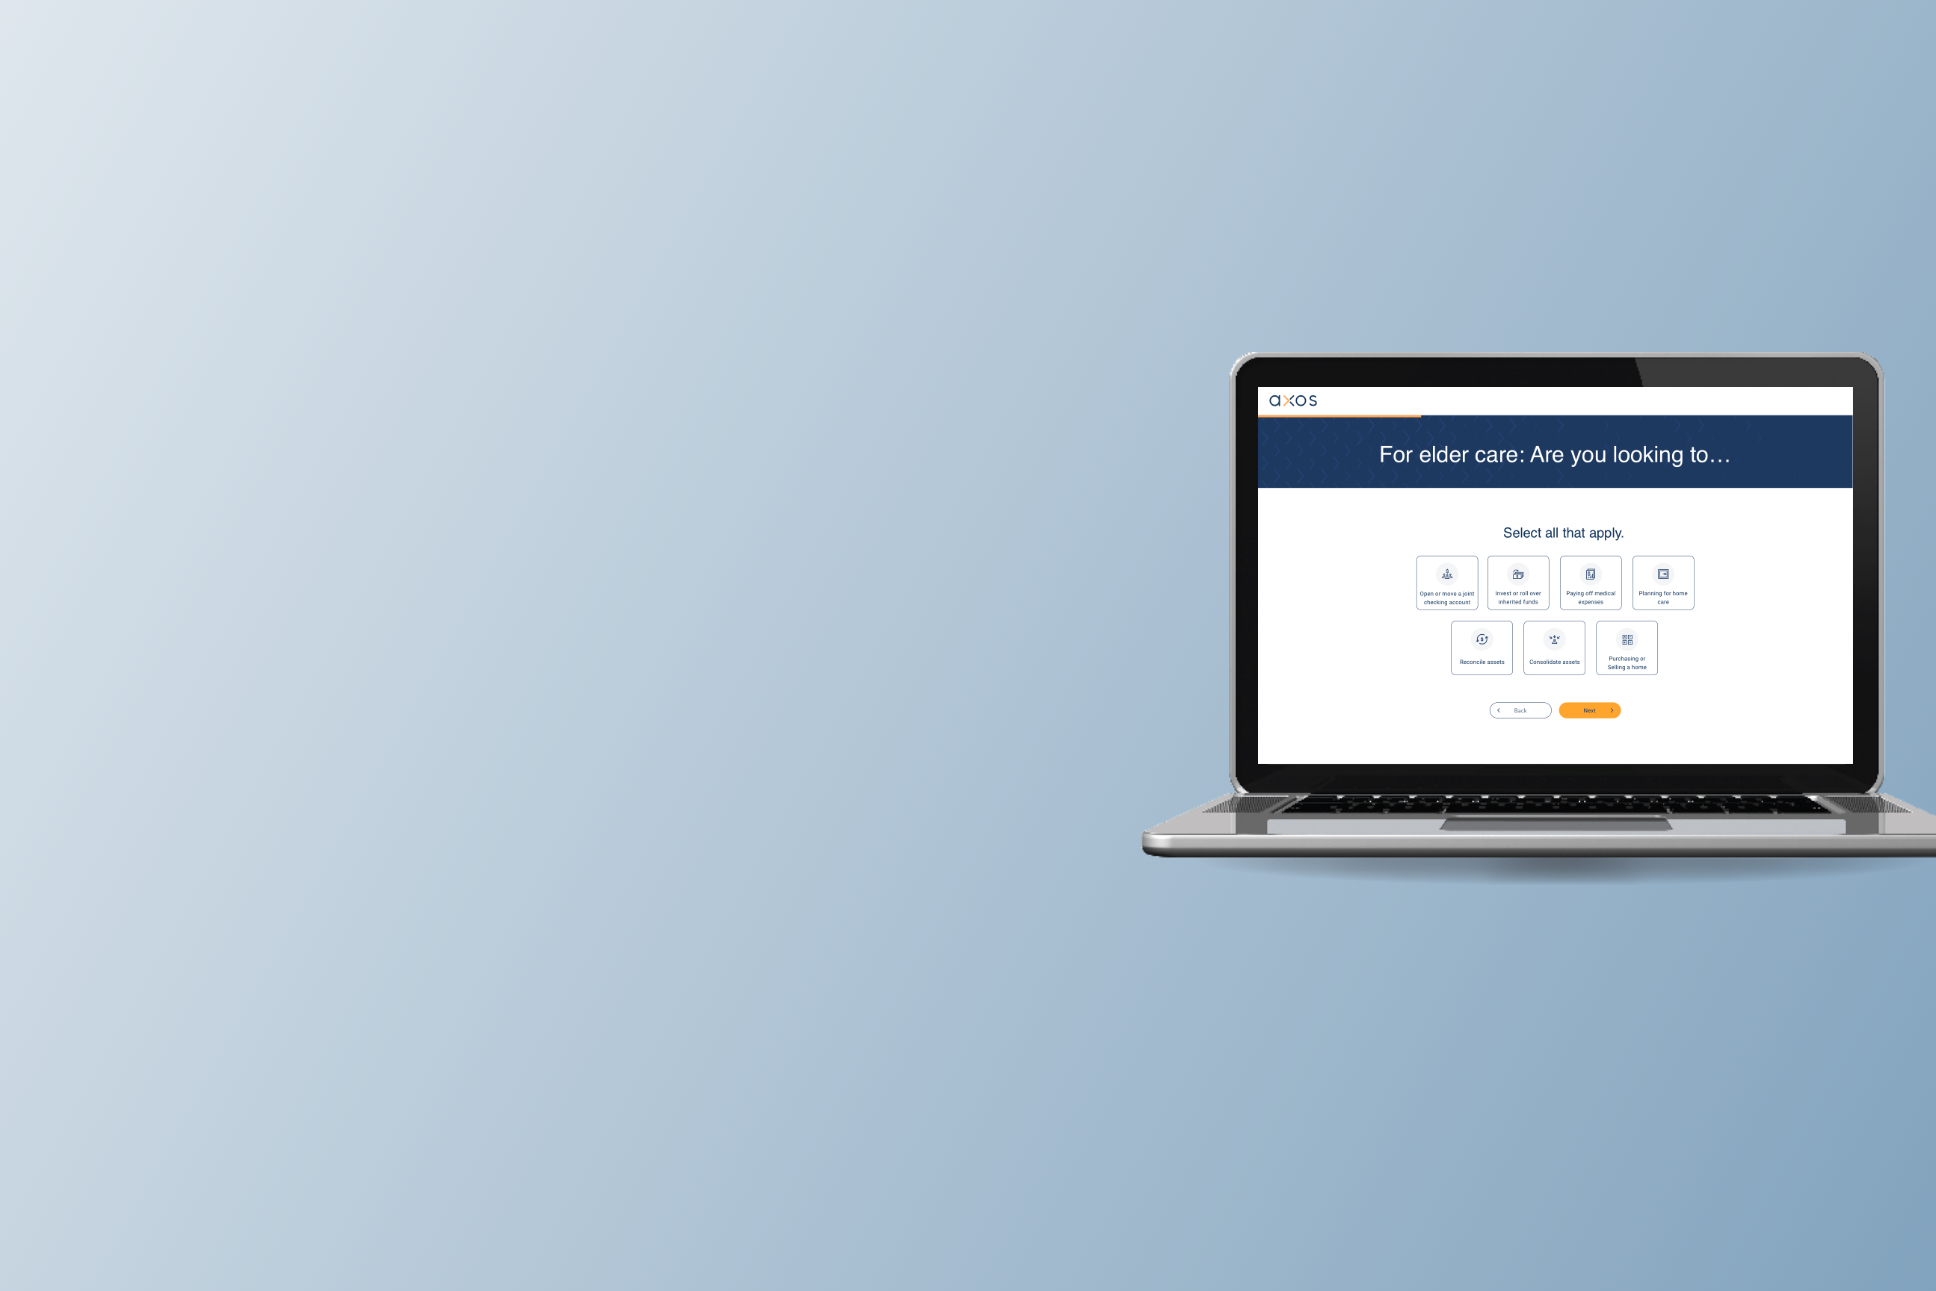 axos
For elder care: Are you looking to…
Select all that apply.
Open or move a joint
checking account
Invest or roll over
inherited funds
Paying off medical
expenses
Planning for home
care
Reconcile assets
Consolidate assets
Purchasing or
Selling a home
Back
Next